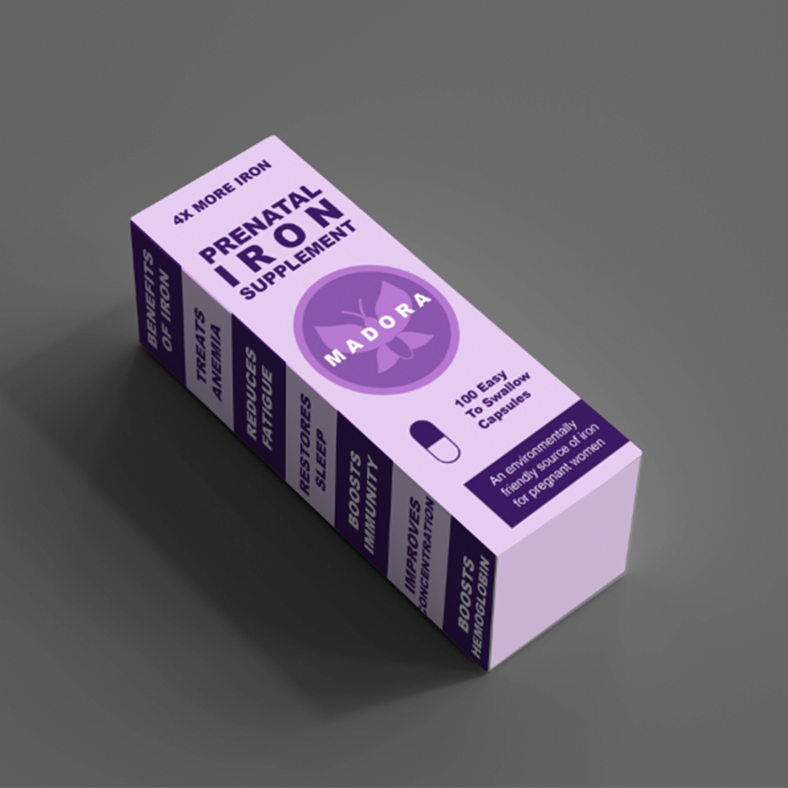 4X MORE IRON
PRENATAL
IRON
SUPPLEMENT
MADORA
100 Easy
To Swallow
Capsules
An environmentally
friendly source of iron
for pregnant women
BENEFITS
OF IRON
TREATS
ANEMIA
REDUCES
FATIGUE
RESTORES
SLEEP
BOOSTS
IMMUNITY
IMPROVES
CONCENTRATION
BOOSTS
HEMOGLOBIN